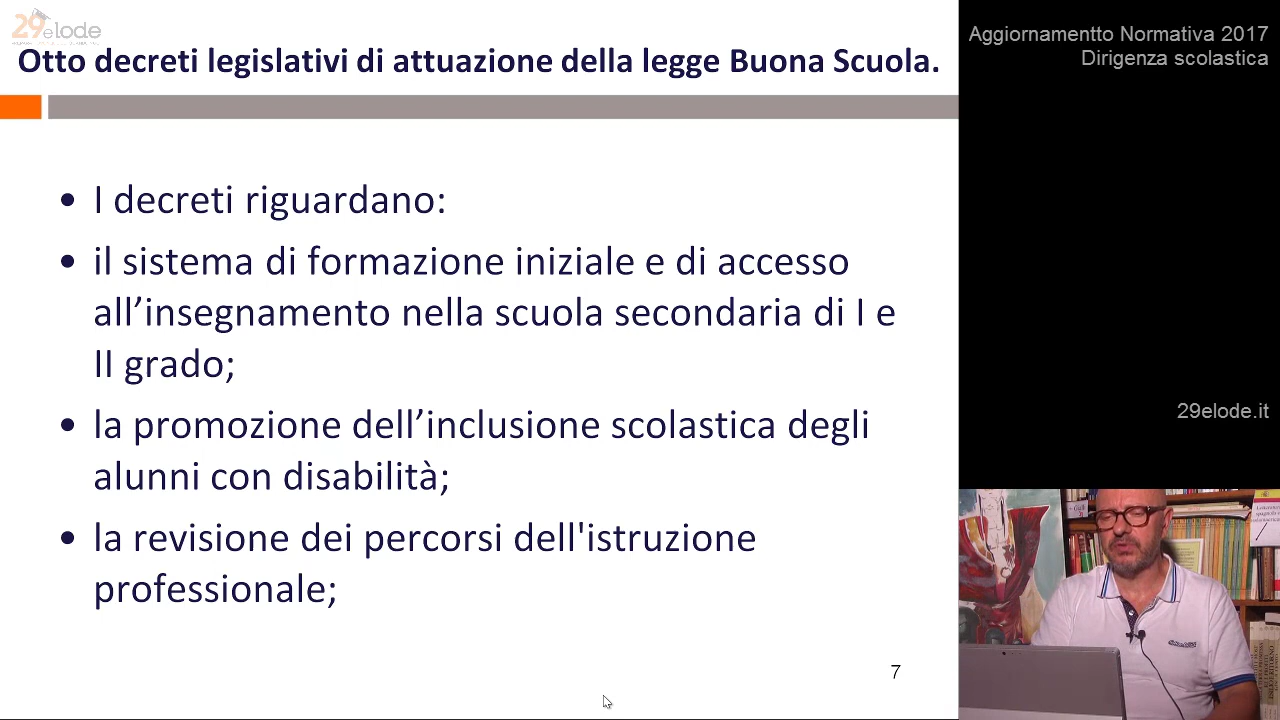 29elode
Otto decreti legislativi di attuazione della legge Buona Scuola.
Aggiornamentto Normativa 2017
Dirigenza scolastica
• I decreti riguardano:
• il sistema di formazione iniziale e di accesso
all’insegnamento nella scuola secondaria di I e
II grado;
• la promozione dell’inclusione scolastica degli
alunni con disabilità;
• la revisione dei percorsi dell'istruzione
professionale;
7
29elode.it